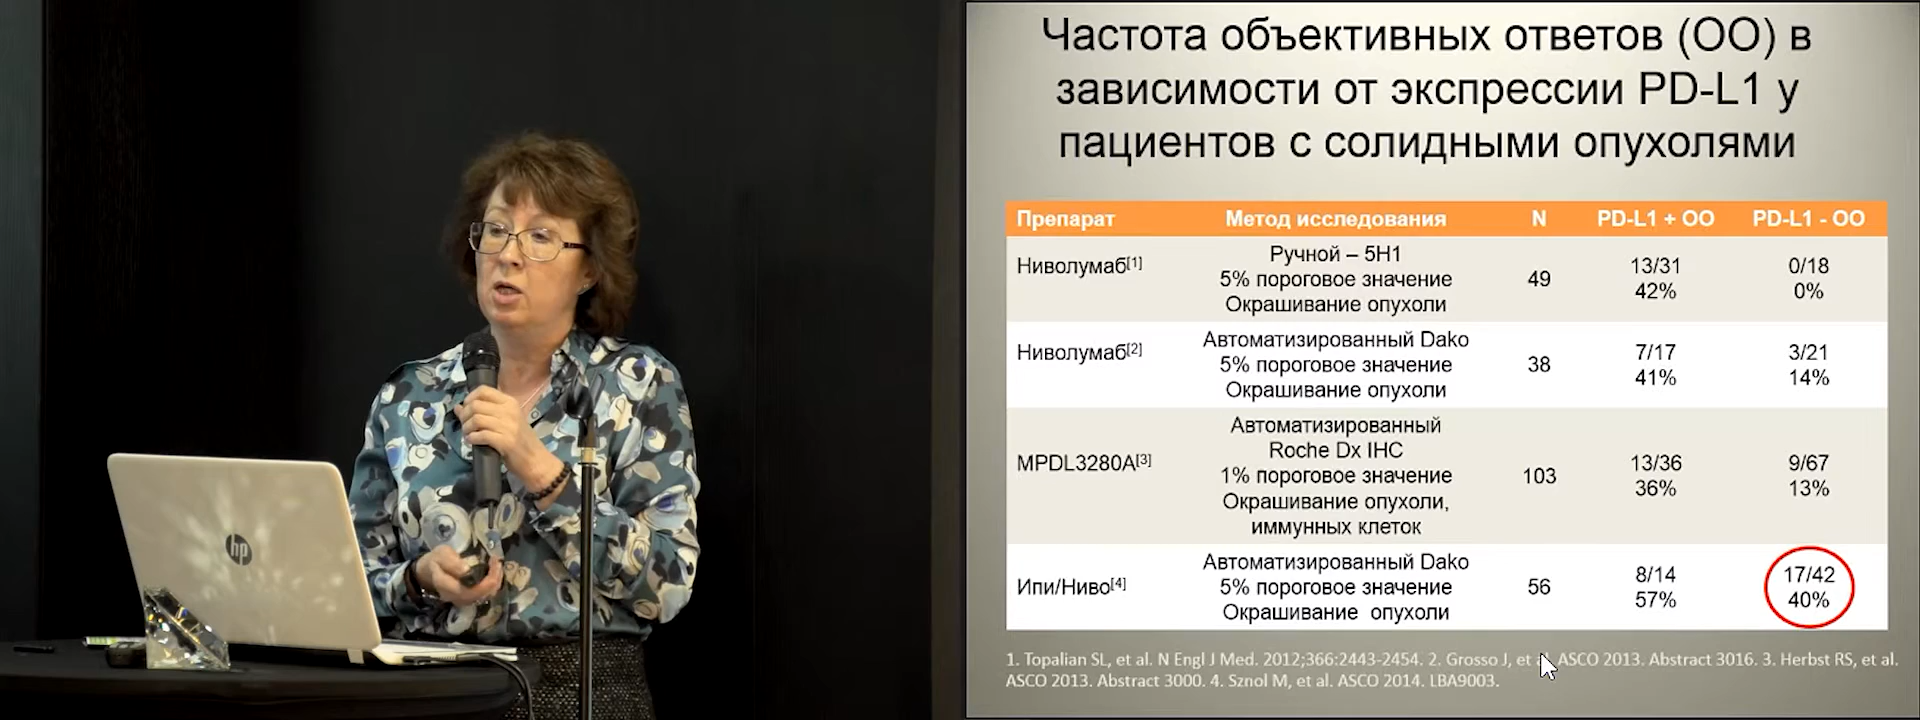 Частота объективных ответов (ОО) в
зависимости от экспрессии PD-L1 у
пациентов с солидными опухолями
Препарат Метод исследования N PD-L1 + ОО PD-L1 - ОО
Ниволумаб[1] Ручной – 5H1 49 13/31 0/18
5% пороговое значение 42% 0%
Окрашивание опухоли
Ниволумаб[2] Автоматизированный Dako 38 7/17 3/21
5% пороговое значение 41% 14%
Окрашивание опухоли
MPDL3280A[3] Автоматизированный 103 13/36 9/67
Roche Dx IHC 36% 13%
1% пороговое значение
Окрашивание опухоли,
иммунных клеток
Ипи/Ниво[4] Автоматизированный Dako 56 8/14 17/42
5% пороговое значение 57% 40%
Окрашивание опухоли
1. Topalian SL, et al. N Engl J Med. 2012;366:2443-2454. 2. Grosso J, et al. ASCO 2013. Abstract 3016. 3. Herbst RS, et al.
ASCO 2013. Abstract 3000. 4. Sznol M, et al. ASCO 2014. LBA9003.
hp